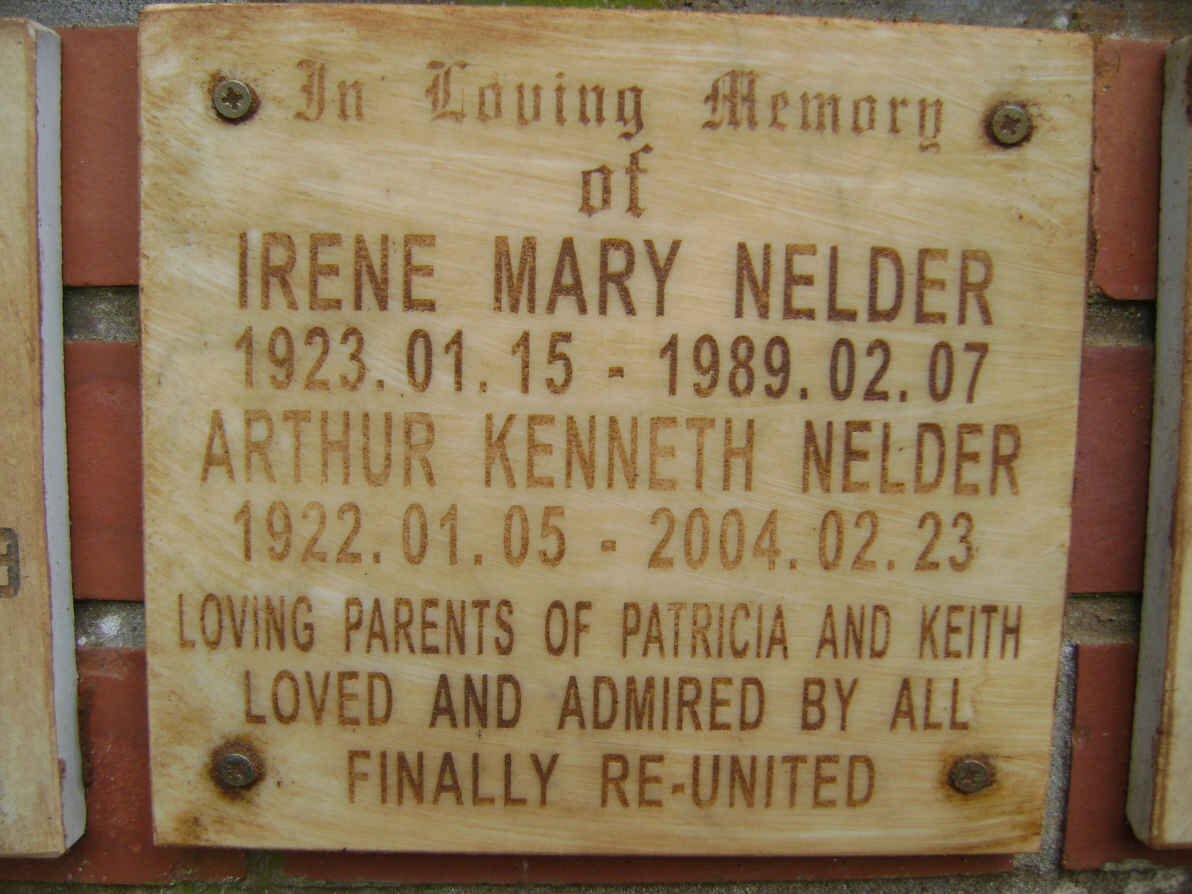 In Loving Memory
of
IRENE MARY NELDER
1923.01.15 - 1989.02.07
ARTHUR KENNETH NELDER
1922.01.05 - 2004.02.23
LOVING PARENTS OF PATRICIA AND KEITH
LOVED AND ADMIRED BY ALL
FINALLY RE-UNITED